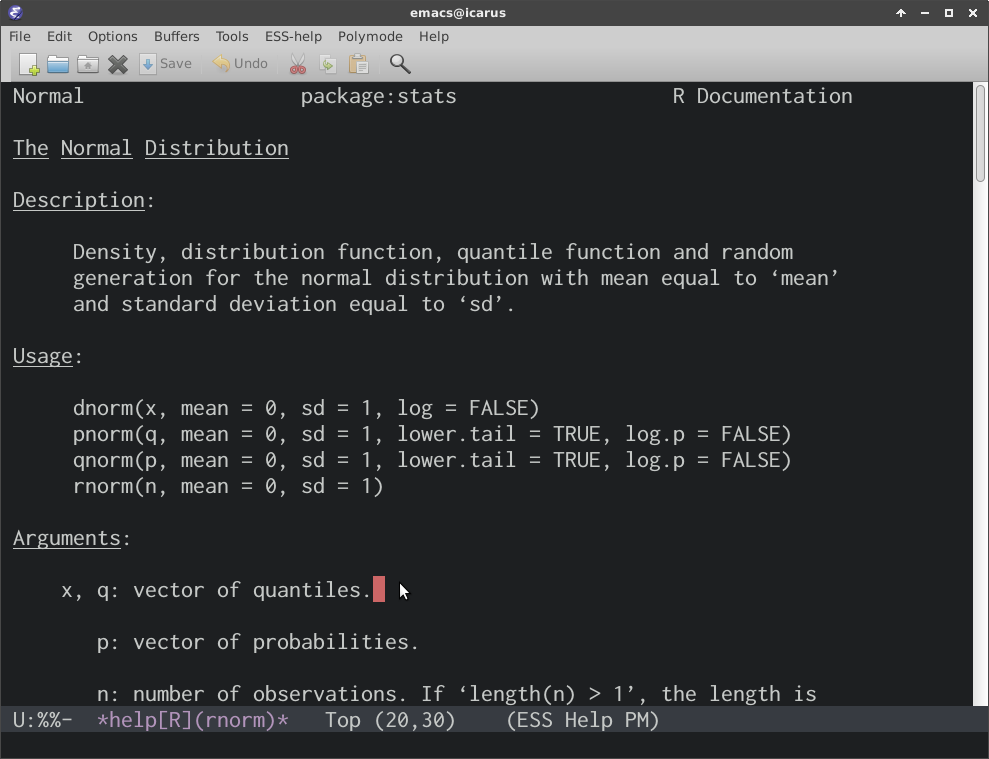 emacs@icarus
File Edit Options Buffers Tools ESS-help Polymode Help
Save Undo
Normal package:stats R Documentation
The Normal Distribution
Description:
Density, distribution function, quantile function and random
generation for the normal distribution with mean equal to ‘mean’
and standard deviation equal to ‘sd’.
Usage:
dnorm(x, mean = 0, sd = 1, log = FALSE)
pnorm(q, mean = 0, sd = 1, lower.tail = TRUE, log.p = FALSE)
qnorm(p, mean = 0, sd = 1, lower.tail = TRUE, log.p = FALSE)
rnorm(n, mean = 0, sd = 1)
Arguments:
x, q: vector of quantiles.
p: vector of probabilities.
n: number of observations. If ‘length(n) > 1’, the length is
U:%%- *help[R](rnorm)* Top (20,30) (ESS Help PM)